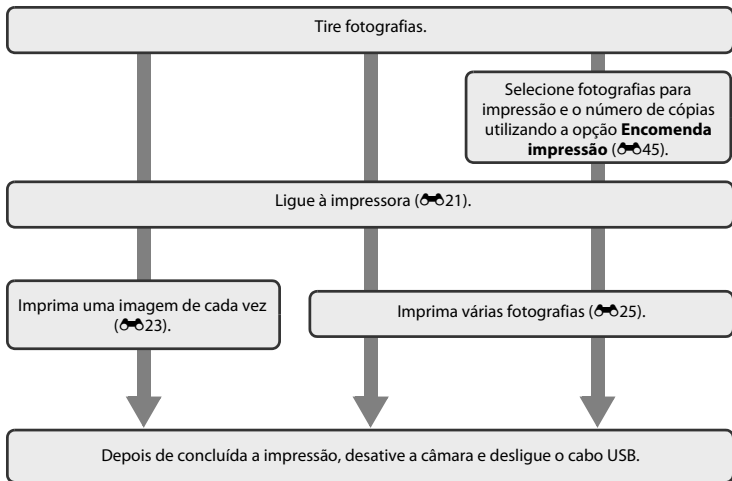 Tire fotografias.
Selecione fotografias para
impressão e o número de cópias
utilizando a opção Encomenda
impressão (45).
Ligue à impressora (21).
Imprima uma imagem de cada vez
(23).
Imprima várias fotografias (25).
Depois de concluída a impressão, desative a câmara e desligue o cabo USB.